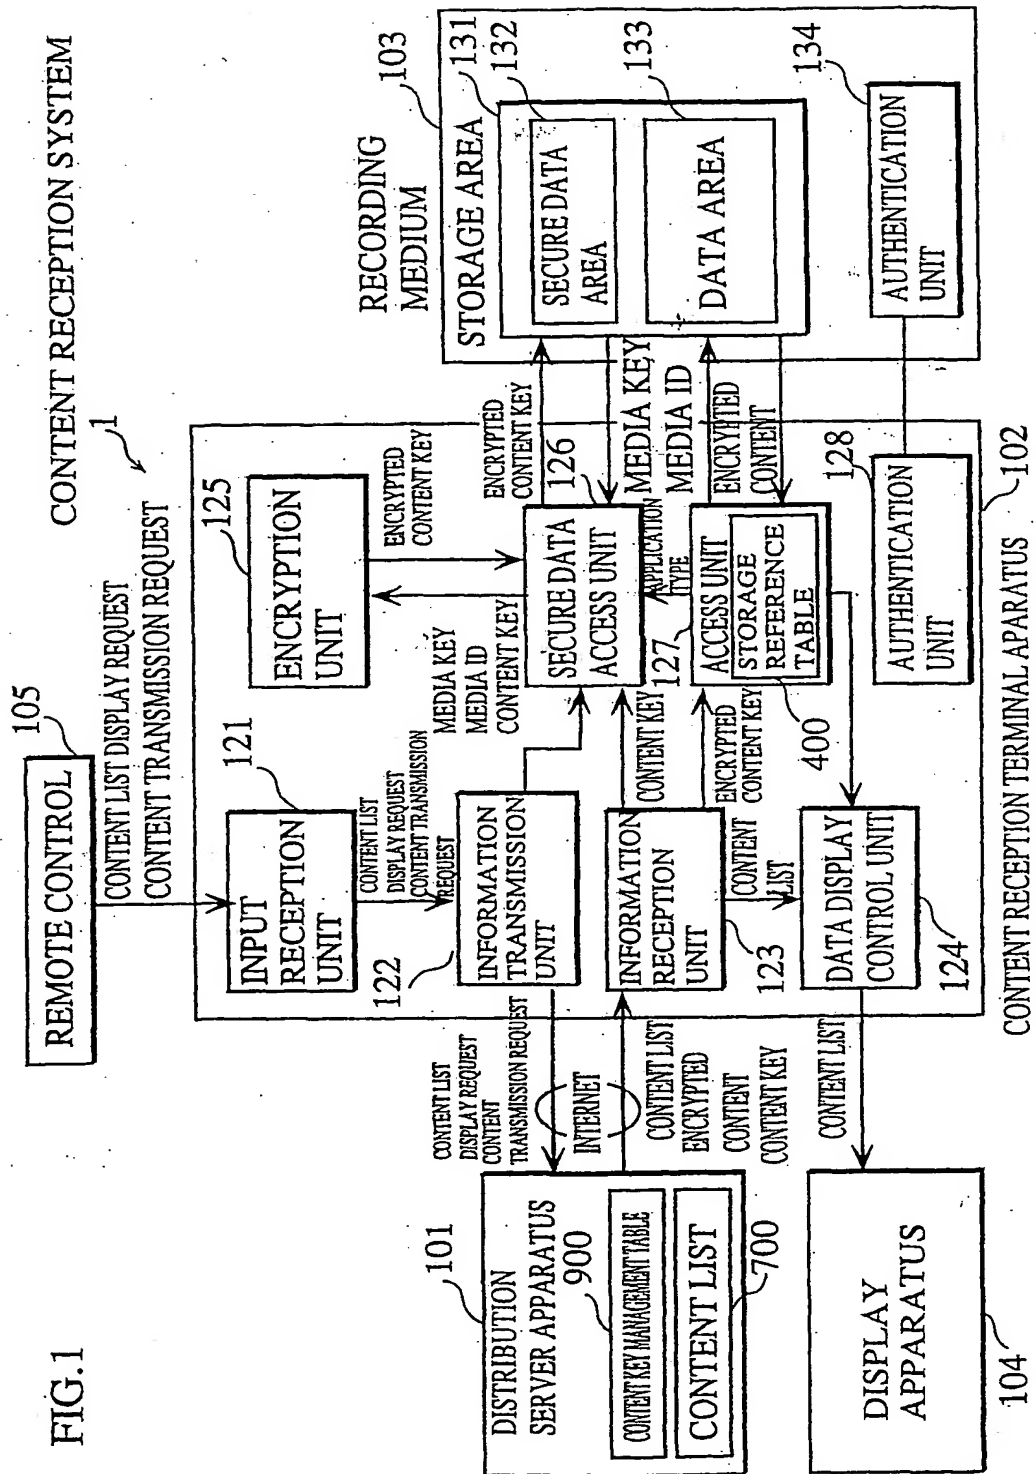 FIG.1
CONTENT RECEPTION SYSTEM
1
REMOTE CONTROL
105
CONTENT LIST DISPLAY REQUEST
CONTENT TRANSMISSION REQUEST
DISTRIBUTION
SERVER APPARATUS
101
900
CONTENT KEY MANAGEMENT TABLE
CONTENT LIST
700
DISPLAY
APPARATUS
104
CONTENT LIST
DISPLAY REQUEST
CONTENT
TRANSMISSION REQUEST
INTERNET
CONTENT LIST
ENCRYPTED
CONTENT
CONTENT KEY
CONTENT LIST
INPUT
RECEPTION
UNIT
121
CONTENT LIST
DISPLAY REQUEST
CONTENT TRANSMISSION
REQUEST
122
INFORMATION
TRANSMISSION
UNIT
INFORMATION
RECEPTION
UNIT
123
CONTENT
LIST
DATA DISPLAY
CONTROL UNIT
124
ENCRYPTION
UNIT
125
MEDIA KEY
MEDIA ID
CONTENT KEY
ENCRYPTED
CONTENT KEY
CONTENT KEY
ENCRYPTED
CONTENT KEY
SECURE DATA
ACCESS UNIT
126
APPLICATION
TYPE
127
ACCESS UNIT
STORAGE
REFERENCE
TABLE
400
AUTHENTICATION
UNIT
128
102
CONTENT RECEPTION TERMINAL APPARATUS
ENCRYPTED
CONTENT KEY
MEDIA KEY
MEDIA ID
ENCRYPTED
CONTENT
RECORDING
MEDIUM
103
STORAGE AREA
131
132
SECURE DATA
AREA
133
DATA AREA
134
AUTHENTICATION
UNIT